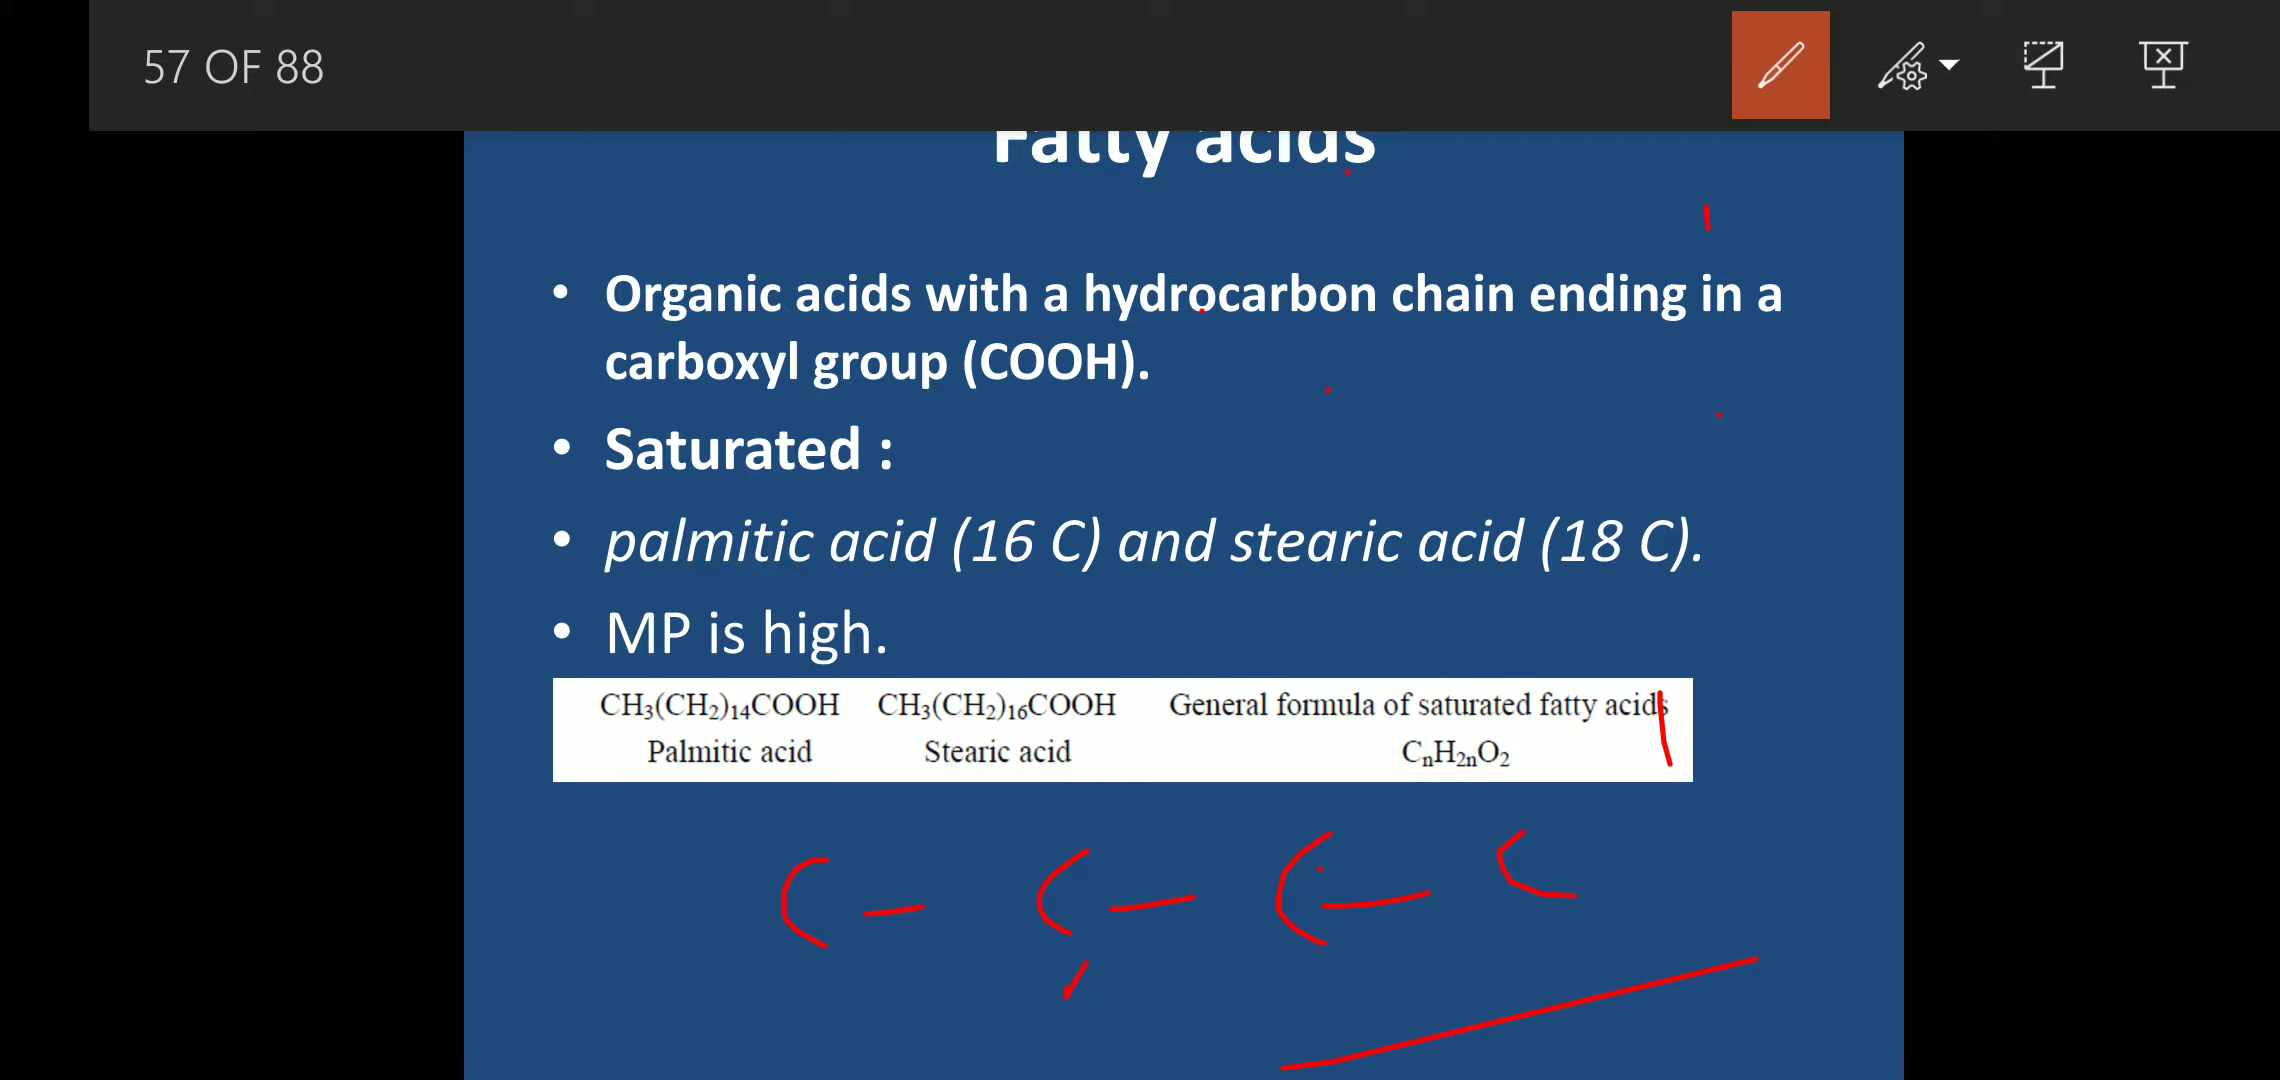 57 OF 88
Fatty acids
• Organic acids with a hydrocarbon chain ending in a
carboxyl group (COOH).
• Saturated :
• palmitic acid (16 C) and stearic acid (18 C).
• MP is high.
CH₃(CH₂)₁₄COOH CH₃(CH₂)₁₆COOH General formula of saturated fatty acids
Palmitic acid Stearic acid CₙH₂ₙO₂
C – C – C – C